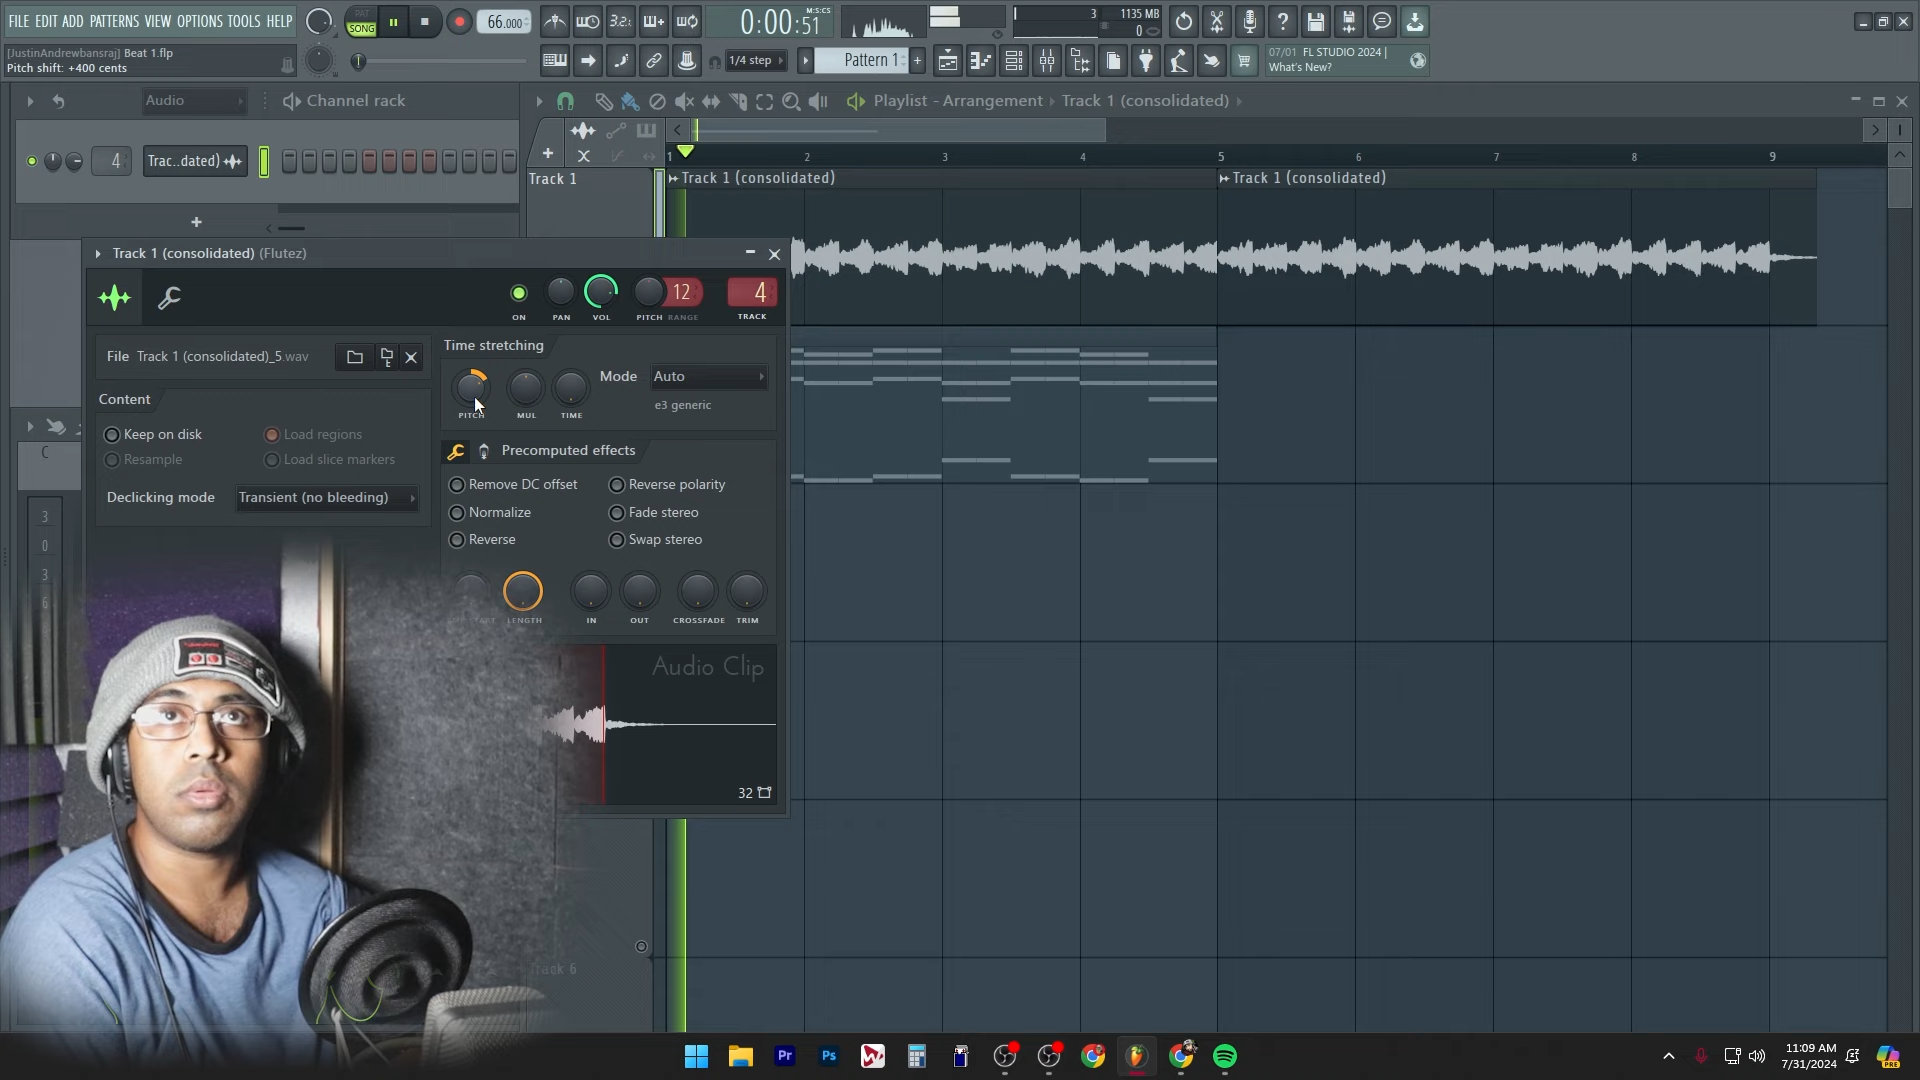 FILE EDIT ADD PATTERNS VIEW OPTIONS TOOLS HELP
PAT
SONG
66.000
3.2.
0:00:51
M:S:CS
3
1135 MB
0
[JustinAndrewbansraj] Beat 1.flp
Pitch shift: +400 cents
1/4 step
Pattern 1
+
07/01 FL STUDIO 2024 |
What's New?
Audio
Channel rack
Playlist - Arrangement
Track 1 (consolidated)
4
Trac..dated)
+
1 2 3 4 5 6 7 8 9
Track 1
Track 1 (consolidated)
Track 1 (consolidated)
Track 1 (consolidated) (Flutez)
12
4
ON
PAN
VOL
PITCH
RANGE
TRACK
File Track 1 (consolidated)_5.wav
Time stretching
Mode
Auto
e3 generic
PITCH
MUL
TIME
Content
Keep on disk
Load regions
Resample
Load slice markers
Declicking mode
Transient (no bleeding)
Precomputed effects
Remove DC offset
Reverse polarity
Normalize
Fade stereo
Reverse
Swap stereo
LENGTH
IN
OUT
CROSSFADE
TRIM
Audio Clip
32
C
3
0
3
6
Track 6
Pr
Ps
11:09 AM
7/31/2024
PRE